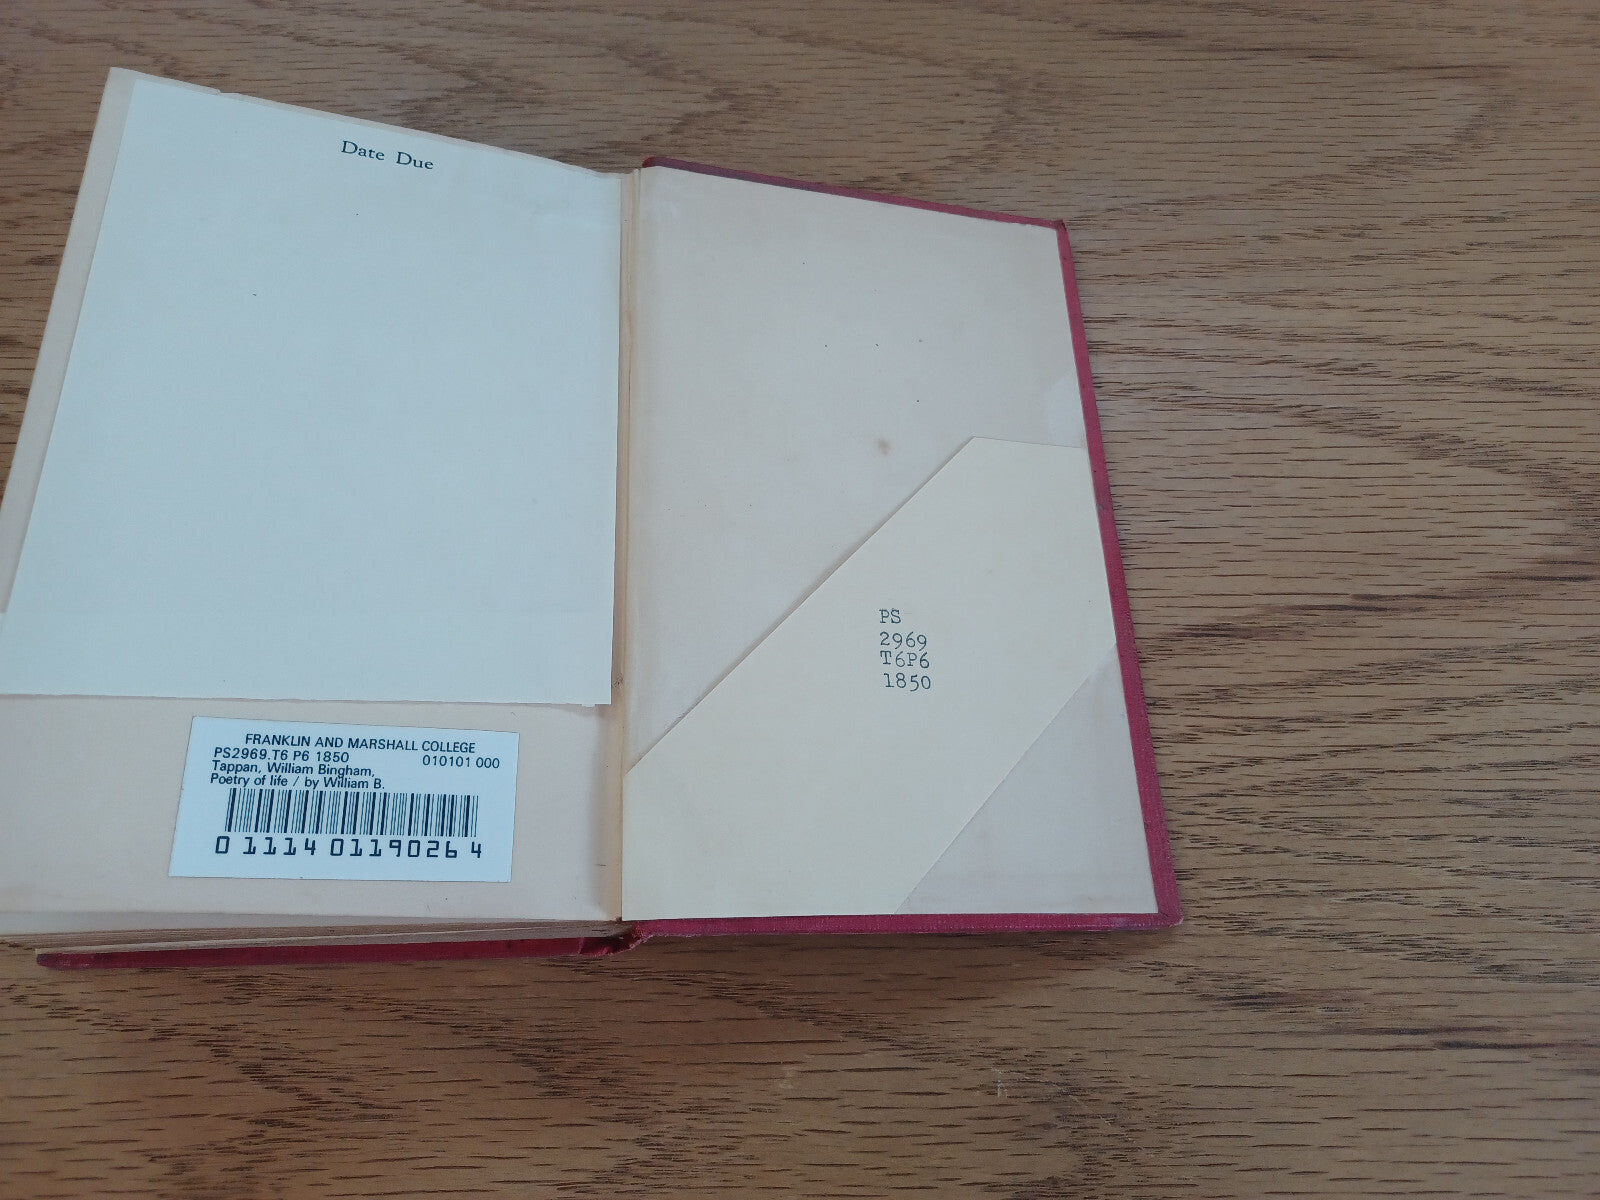 Date Due
FRANKLIN AND MARSHALL COLLEGE
PS2969.T6 P6 1850 010101 000
Tappan, William Bingham,
Poetry of life / by William B.
0 1114 0119026 4
PS
2969
T6P6
1850